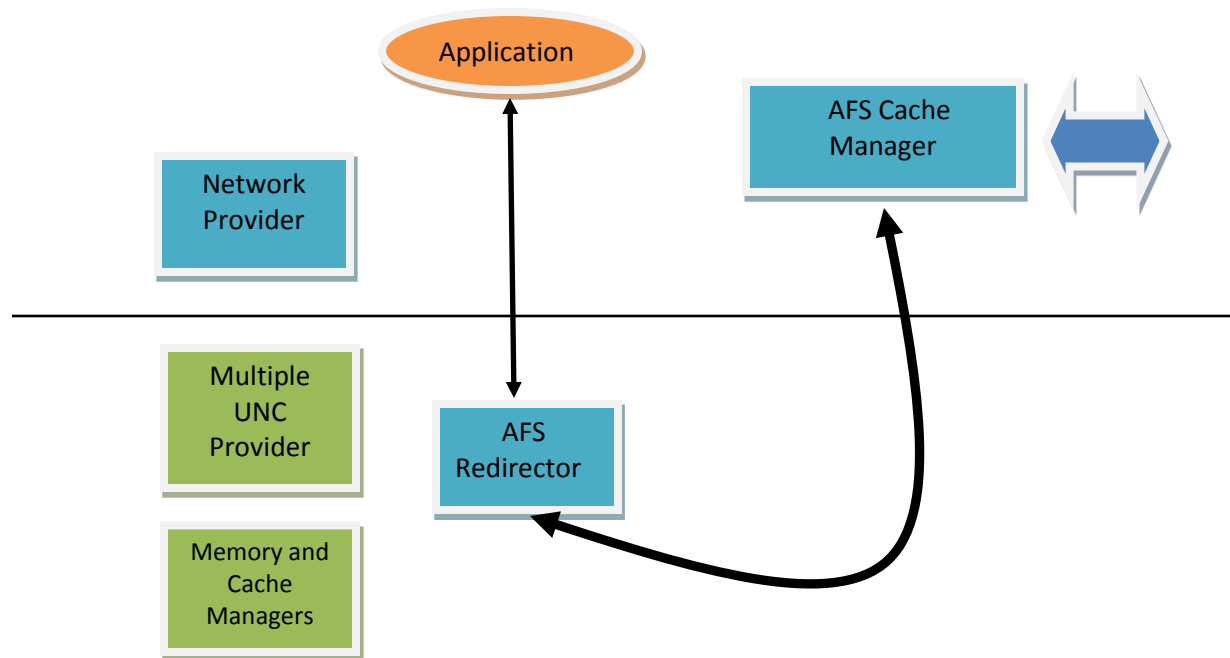 Application
AFS Cache
Manager
Network
Provider
Multiple
UNC
Provider
AFS
Redirector
Memory and
Cache
Managers